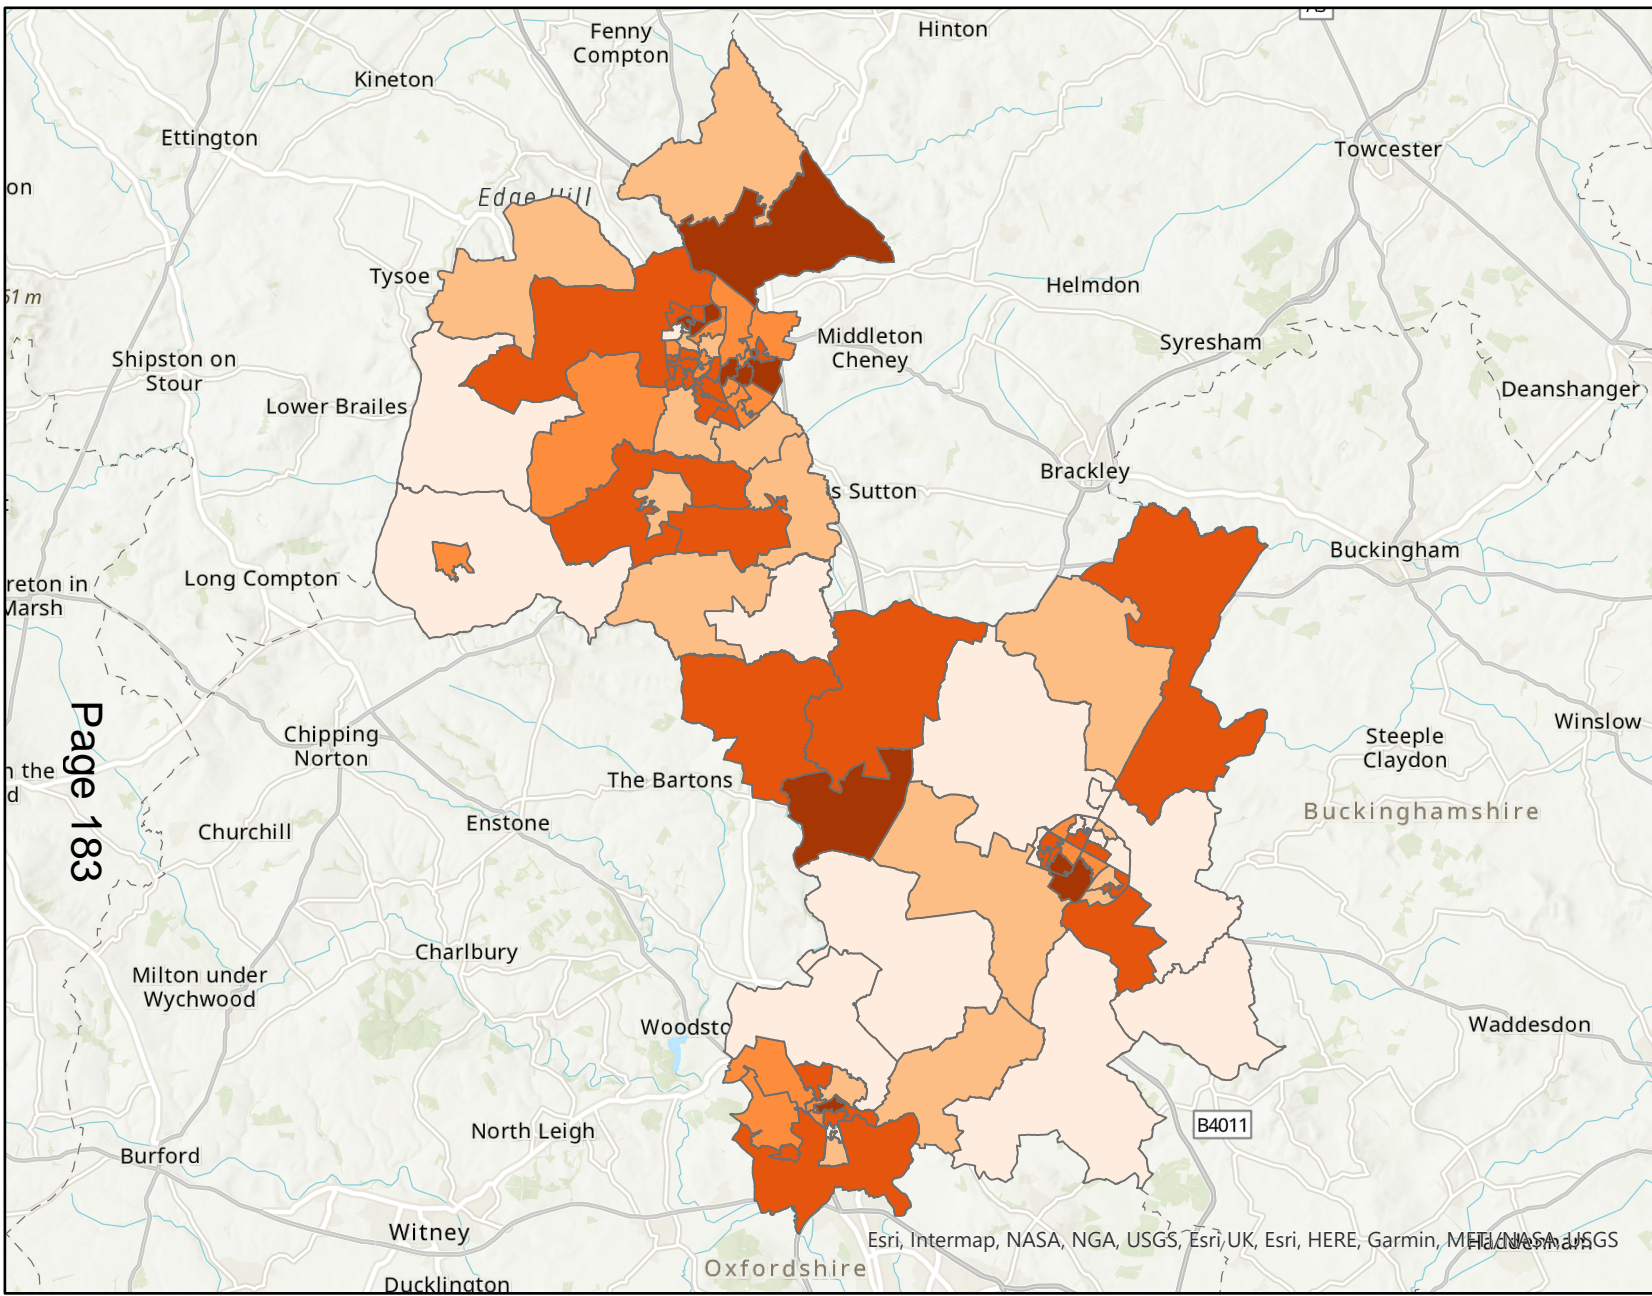 A5
Fenny
Compton
Hinton
Kineton
Ettington
Towcester
on
Edge Hill
Tysoe
Helmdon
51 m
Middleton
Cheney
Syresham
Shipston on
Stour
Deanshanger
Lower Brailes
Brackley
s Sutton
Buckingham
Long Compton
reton in
Marsh
Page 183
Chipping
Norton
Winslow
Steeple
Claydon
n the
d
The Bartons
Buckinghamshire
Churchill
Enstone
Charlbury
Milton under
Wychwood
Woodsto
Waddesdon
North Leigh
B4011
Burford
Witney
Esri, Intermap, NASA, NGA, USGS, Esri UK, Esri, HERE, Garmin, METI/NASA, USGS
Haddenham
Oxfordshire
Ducklington